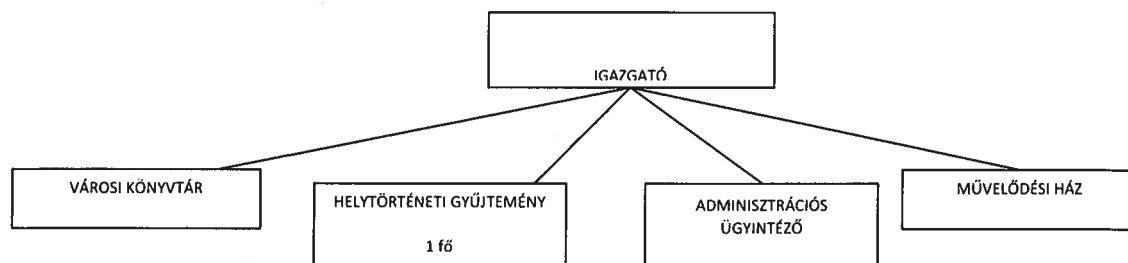 IGAZGATÓ
VÁROSI KÖNYVTÁR
HELYTÖRTÉNETI GYŰJTEMÉNY
1 fő
ADMINISZTRÁCIÓS
ÜGYINTÉZŐ
MŰVELŐDÉSI HÁZ